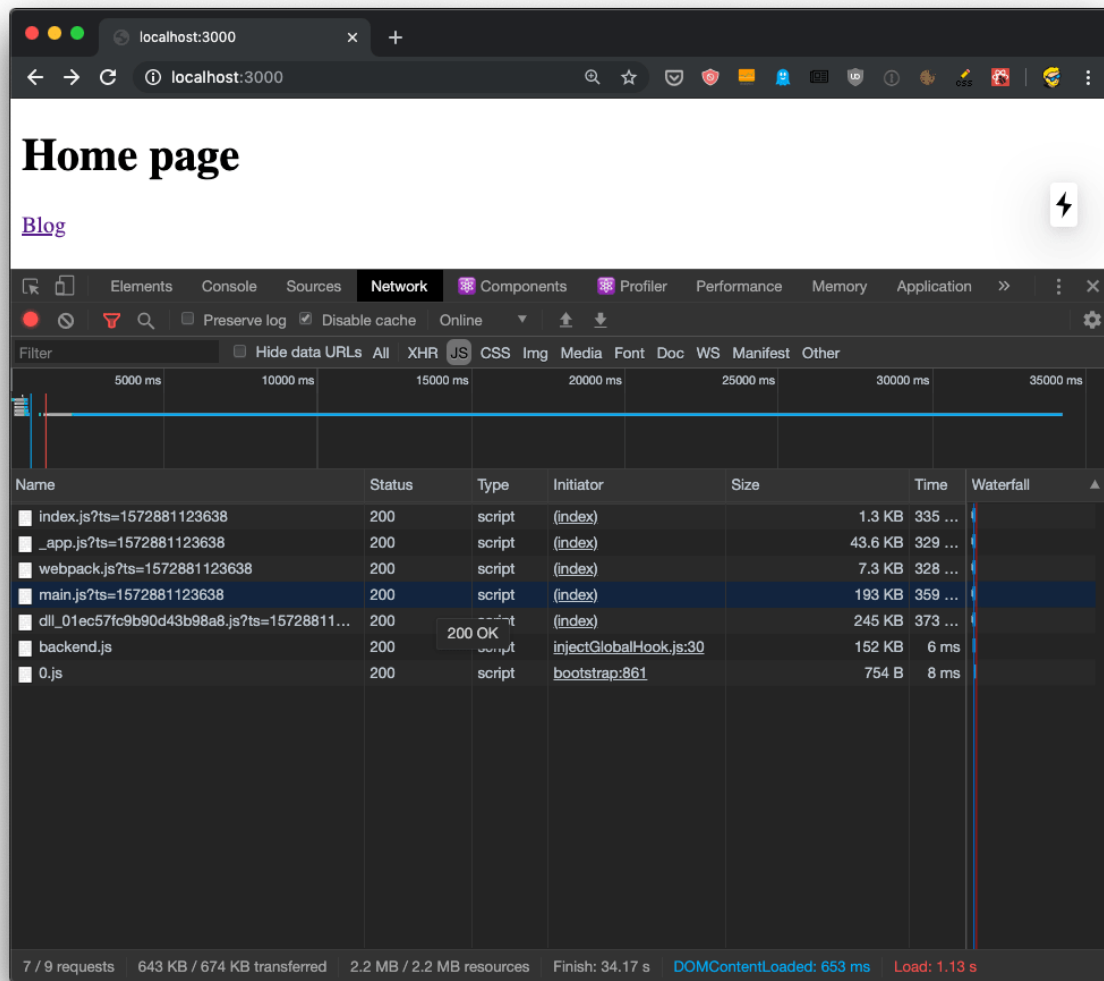 localhost:3000
localhost:3000
Home page
Blog
Elements Console Sources Network Components Profiler Performance Memory Application »
Preserve log Disable cache Online
Filter Hide data URLs All XHR JS CSS Img Media Font Doc WS Manifest Other
5000 ms 10000 ms 15000 ms 20000 ms 25000 ms 30000 ms 35000 ms
Name Status Type Initiator Size Time Waterfall
index.js?ts=1572881123638 200 script (index) 1.3 KB 335 ...
_app.js?ts=1572881123638 200 script (index) 43.6 KB 329 ...
webpack.js?ts=1572881123638 200 script (index) 7.3 KB 328 ...
main.js?ts=1572881123638 200 script (index) 193 KB 359 ...
dll_01ec57fc9b90d43b98a8.js?ts=15728811... 200 script (index) 245 KB 373 ...
200 OK
backend.js 200 script injectGlobalHook.js:30 152 KB 6 ms
0.js 200 script bootstrap:861 754 B 8 ms
7 / 9 requests 643 KB / 674 KB transferred 2.2 MB / 2.2 MB resources Finish: 34.17 s DOMContentLoaded: 653 ms Load: 1.13 s